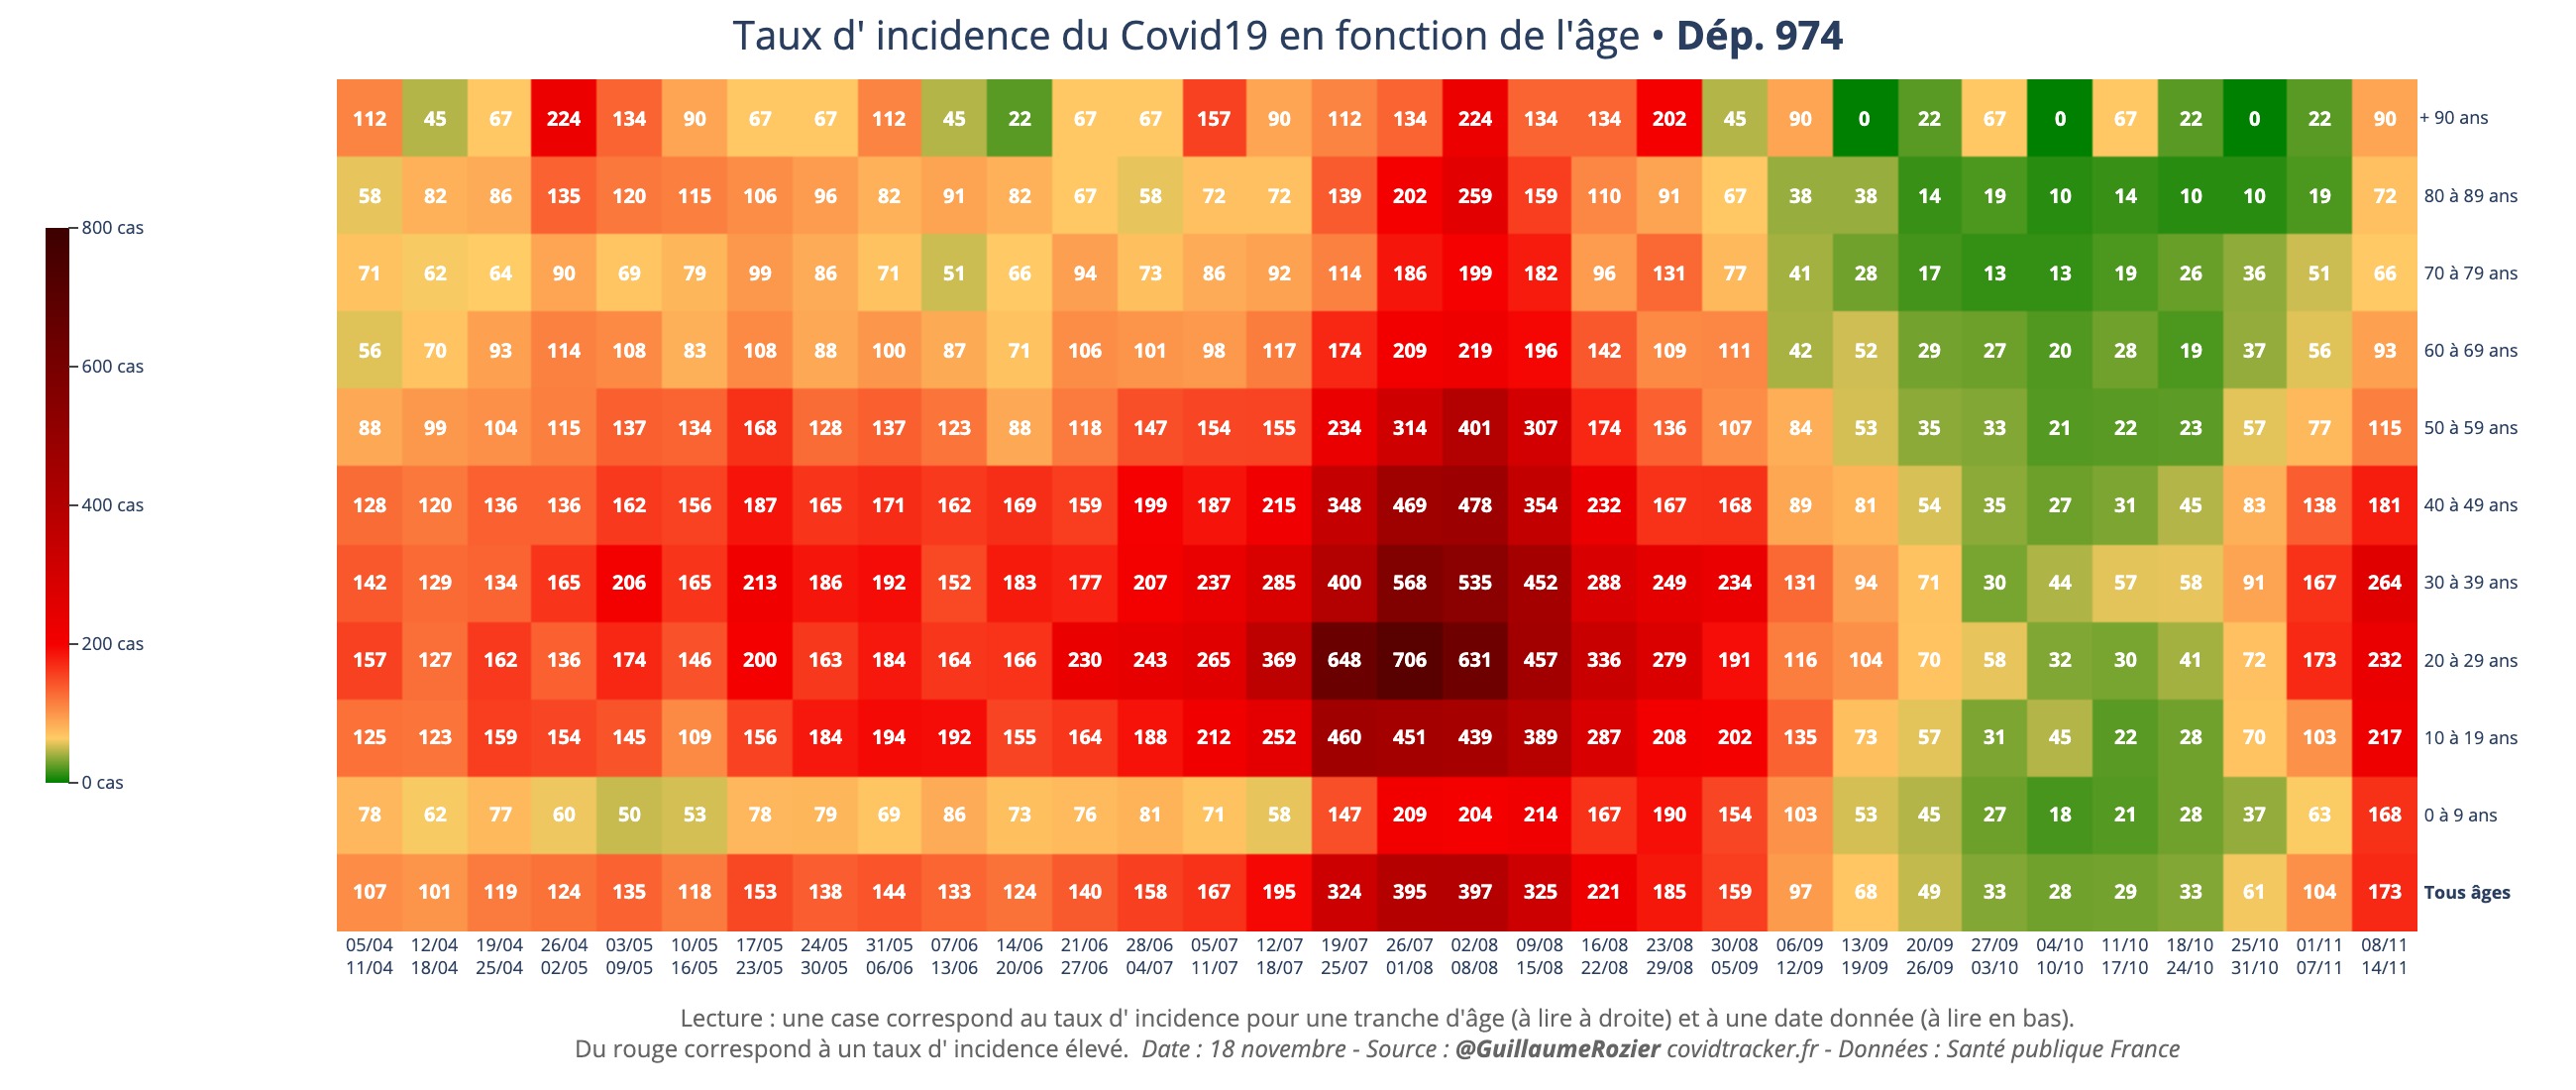 Taux d' incidence du Covid19 en fonction de l'âge • Dép. 974
112 45 67 224 134 90 67 67 112 45 22 67 67 157 90 112 134 224 134 134 202 45 90 0 22 67 0 67 22 0 22 90 + 90 ans
58 82 86 135 120 115 106 96 82 91 82 67 58 72 72 139 202 259 159 110 91 67 38 38 14 19 10 14 10 10 19 72 80 à 89 ans
800 cas
71 62 64 90 69 79 99 86 71 51 66 94 73 86 92 114 186 199 182 96 131 77 41 28 17 13 13 19 26 36 51 66 70 à 79 ans
56 70 93 114 108 83 108 88 100 87 71 106 101 98 117 174 209 219 196 142 109 111 42 52 29 27 20 28 19 37 56 93 60 à 69 ans
600 cas
88 99 104 115 137 134 168 128 137 123 88 118 147 154 155 234 314 401 307 174 136 107 84 53 35 33 21 22 23 57 77 115 50 à 59 ans
400 cas
128 120 136 136 162 156 187 165 171 162 169 159 199 187 215 348 469 478 354 232 167 168 89 81 54 35 27 31 45 83 138 181 40 à 49 ans
142 129 134 165 206 165 213 186 192 152 183 177 207 237 285 400 568 535 452 288 249 234 131 94 71 30 44 57 58 91 167 264 30 à 39 ans
200 cas
157 127 162 136 174 146 200 163 184 164 166 230 243 265 369 648 706 631 457 336 279 191 116 104 70 58 32 30 41 72 173 232 20 à 29 ans
125 123 159 154 145 109 156 184 194 192 155 164 188 212 252 460 451 439 389 287 208 202 135 73 57 31 45 22 28 70 103 217 10 à 19 ans
0 cas
78 62 77 60 50 53 78 79 69 86 73 76 81 71 58 147 209 204 214 167 190 154 103 53 45 27 18 21 28 37 63 168 0 à 9 ans
107 101 119 124 135 118 153 138 144 133 124 140 158 167 195 324 395 397 325 221 185 159 97 68 49 33 28 29 33 61 104 173 Tous âges
05/04 12/04 19/04 26/04 03/05 10/05 17/05 24/05 31/05 07/06 14/06 21/06 28/06 05/07 12/07 19/07 26/07 02/08 09/08 16/08 23/08 30/08 06/09 13/09 20/09 27/09 04/10 11/10 18/10 25/10 01/11 08/11
11/04 18/04 25/04 02/05 09/05 16/05 23/05 30/05 06/06 13/06 20/06 27/06 04/07 11/07 18/07 25/07 01/08 08/08 15/08 22/08 29/08 05/09 12/09 19/09 26/09 03/10 10/10 17/10 24/10 31/10 07/11 14/11
Lecture : une case correspond au taux d' incidence pour une tranche d'âge (à lire à droite) et à une date donnée (à lire en bas).
Du rouge correspond à un taux d' incidence élevé. Date : 18 novembre - Source : @GuillaumeRozier covidtracker.fr - Données : Santé publique France